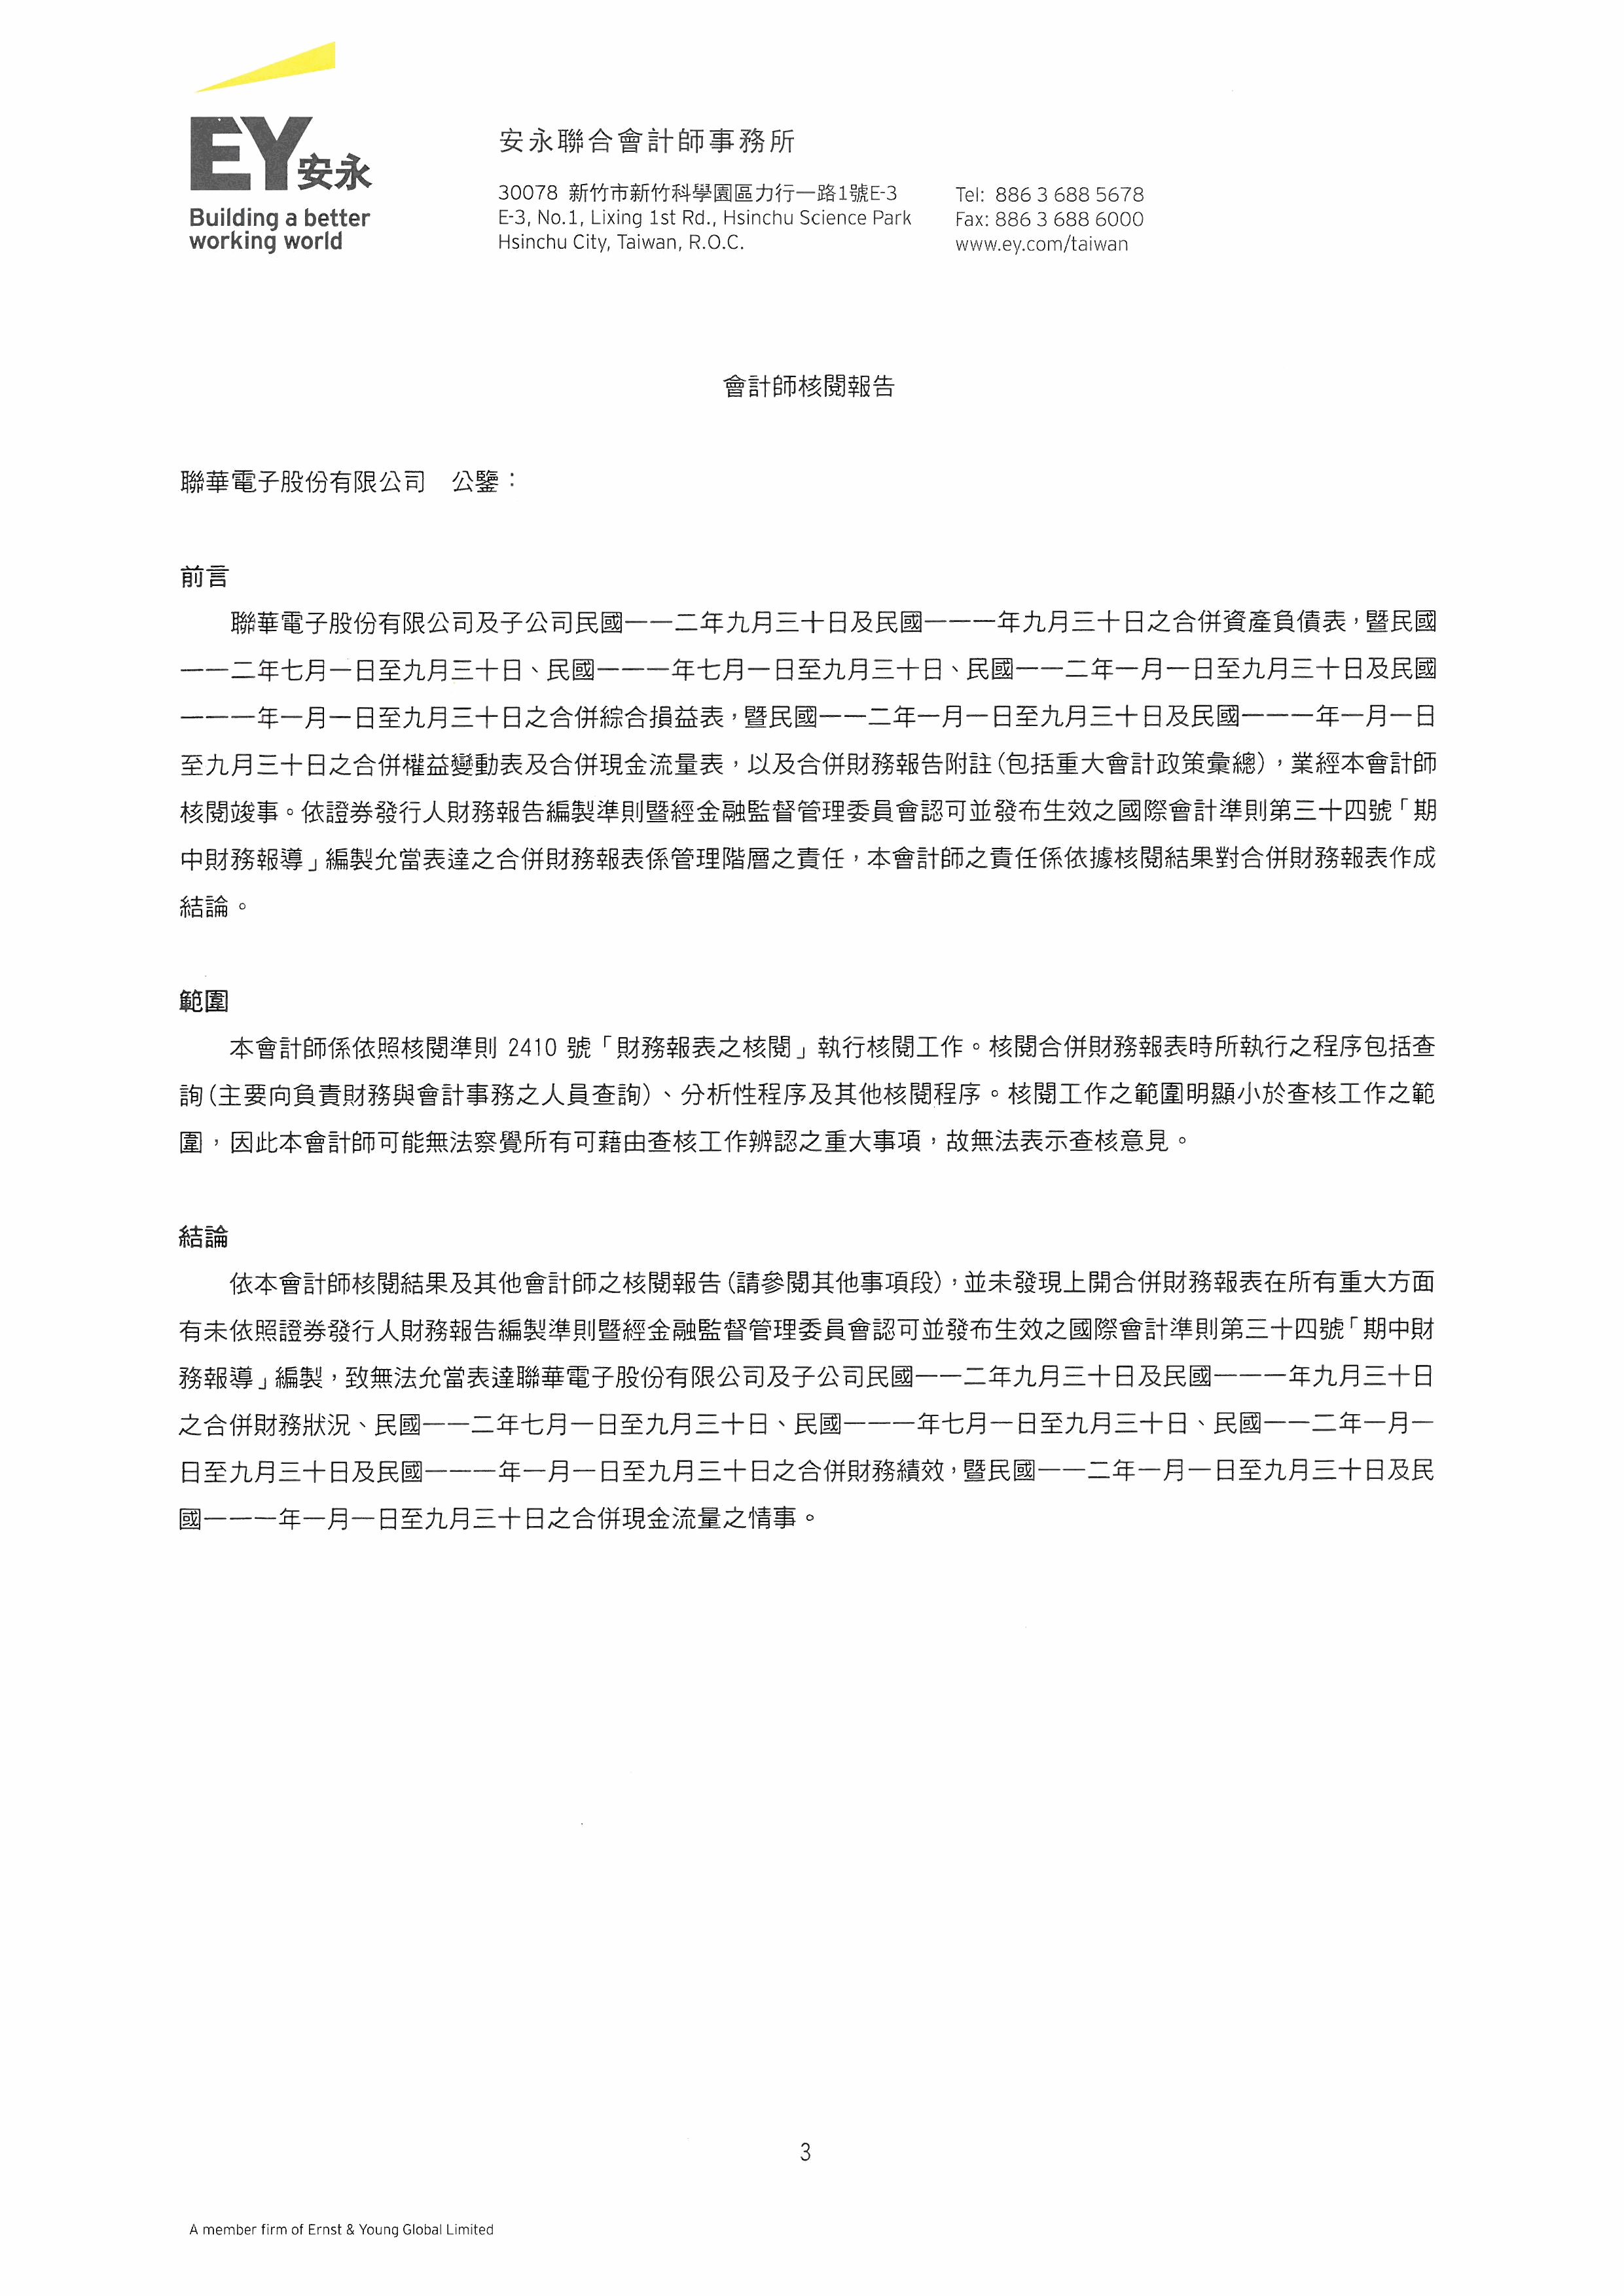 EY安永
Building a better
working world
安永聯合會計師事務所
30078 新竹市新竹科學園區力行一路1號E-3
E-3, No.1, Lixing 1st Rd., Hsinchu Science Park
Hsinchu City, Taiwan, R.O.C.
Tel: 886 3 688 5678
Fax: 886 3 688 6000
www.ey.com/taiwan
會計師核閱報告
聯華電子股份有限公司 公鑒：
前言
聯華電子股份有限公司及子公司民國一一二年九月三十日及民國一一一年九月三十日之合併資產負債表，暨民國
一一二年七月一日至九月三十日、民國一一一年七月一日至九月三十日、民國一一二年一月一日至九月三十日及民國
一一一年一月一日至九月三十日之合併綜合損益表，暨民國一一二年一月一日至九月三十日及民國一一一年一月一日
至九月三十日之合併權益變動表及合併現金流量表，以及合併財務報告附註(包括重大會計政策彙總)，業經本會計師
核閱竣事。依證券發行人財務報告編製準則暨經金融監督管理委員會認可並發布生效之國際會計準則第三十四號「期
中財務報導」編製允當表達之合併財務報表係管理階層之責任，本會計師之責任係依據核閱結果對合併財務報表作成
結論。
範圍
本會計師係依照核閱準則 2410 號「財務報表之核閱」執行核閱工作。核閱合併財務報表時所執行之程序包括查
詢(主要向負責財務與會計事務之人員查詢)、分析性程序及其他核閱程序。核閱工作之範圍明顯小於查核工作之範
圍，因此本會計師可能無法察覺所有可藉由查核工作辨認之重大事項，故無法表示查核意見。
結論
依本會計師核閱結果及其他會計師之核閱報告(請參閱其他事項段)，並未發現上開合併財務報表在所有重大方面
有未依照證券發行人財務報告編製準則暨經金融監督管理委員會認可並發布生效之國際會計準則第三十四號「期中財
務報導」編製，致無法允當表達聯華電子股份有限公司及子公司民國一一二年九月三十日及民國一一一年九月三十日
之合併財務狀況、民國一一二年七月一日至九月三十日、民國一一一年七月一日至九月三十日、民國一一二年一月一
日至九月三十日及民國一一一年一月一日至九月三十日之合併財務績效，暨民國一一二年一月一日至九月三十日及民
國一一一年一月一日至九月三十日之合併現金流量之情事。
3
A member firm of Ernst & Young Global Limited